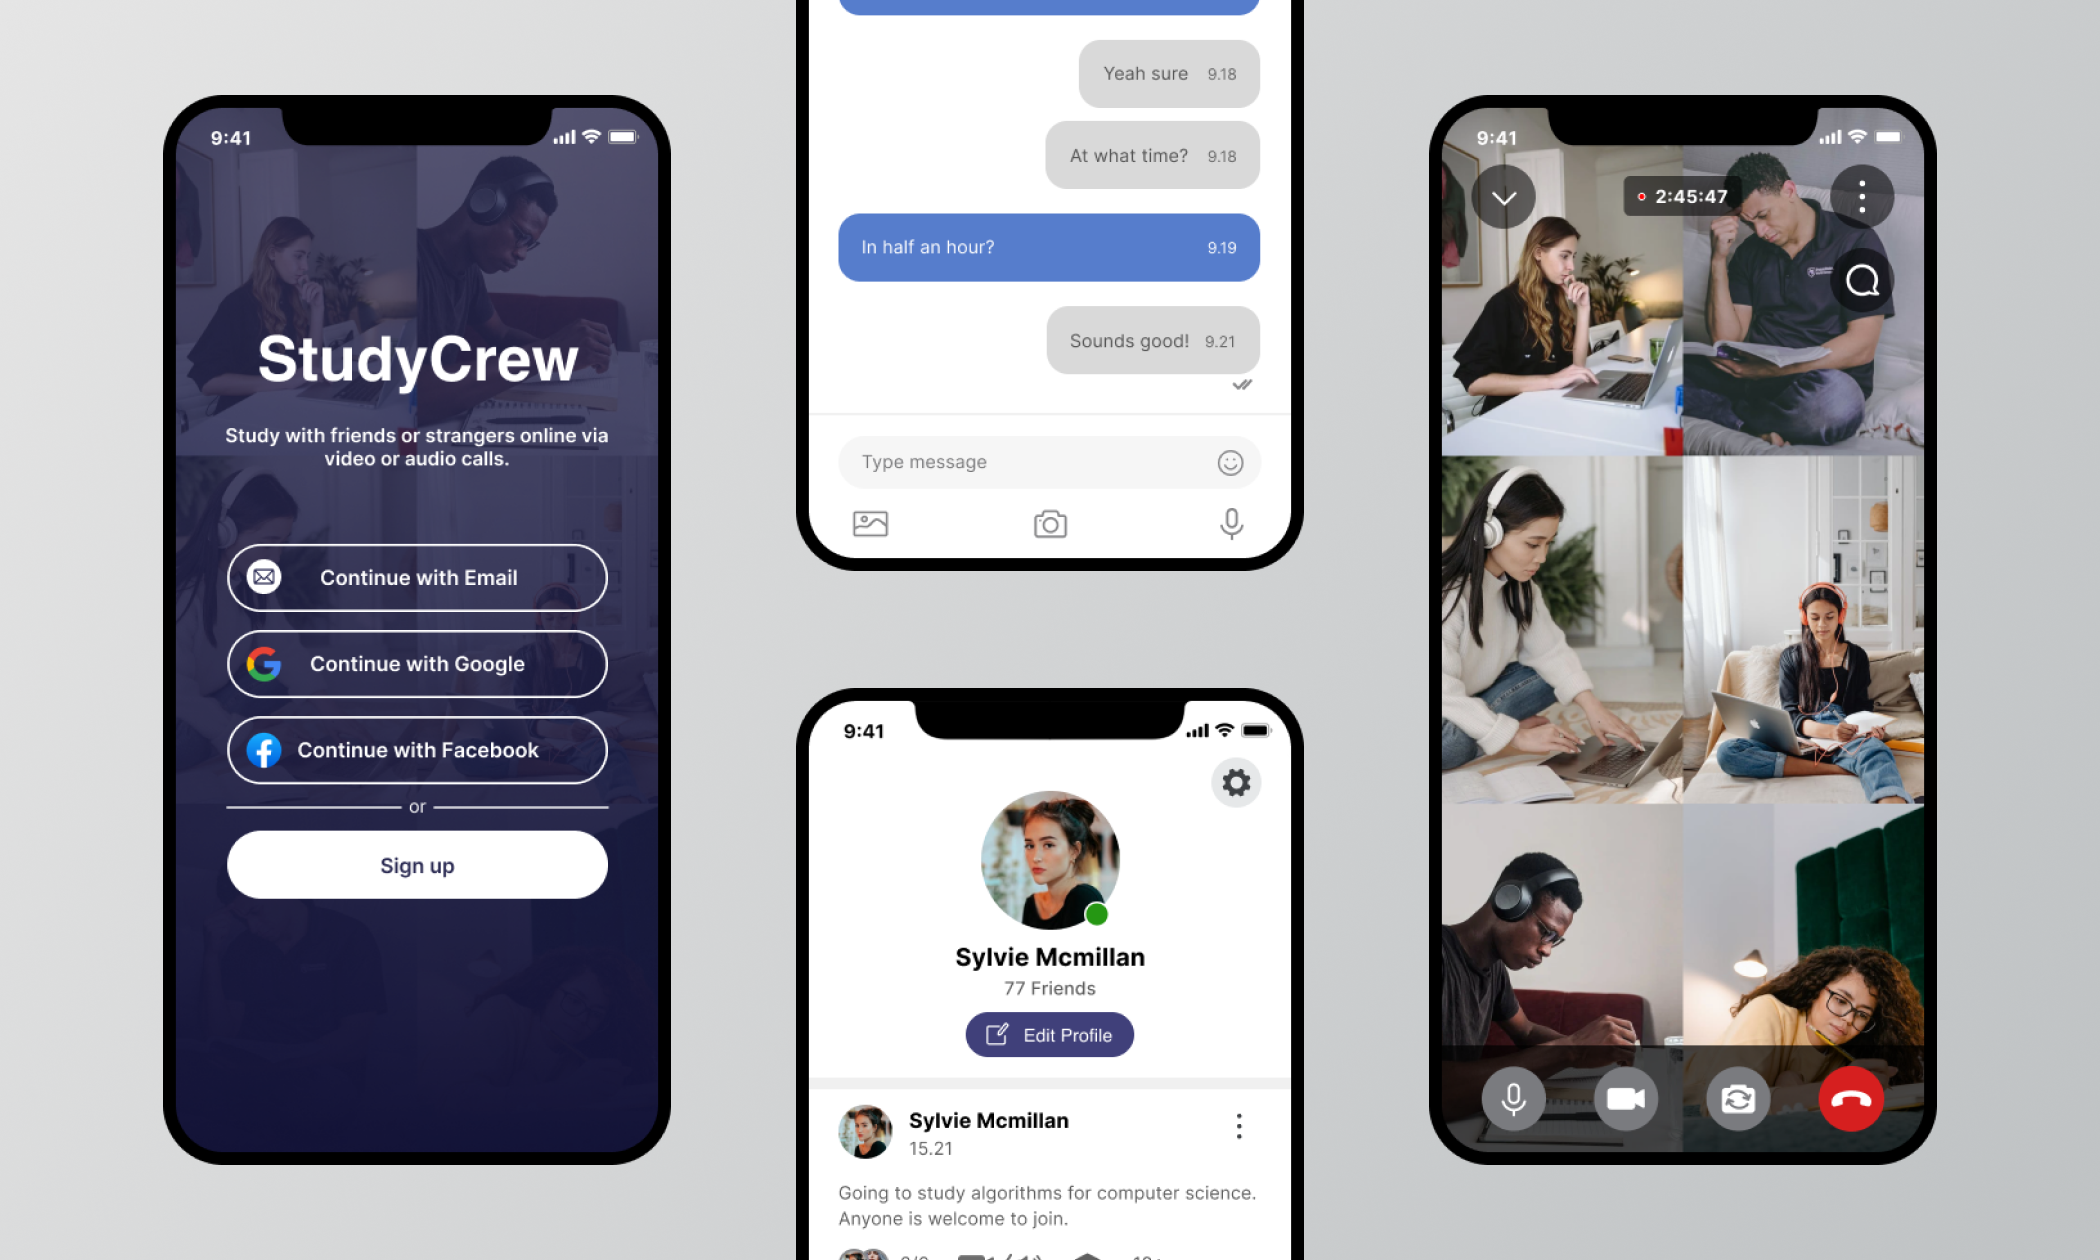 9:41
StudyCrew
Study with friends or strangers online via
video or audio calls.
Continue with Email
Continue with Google
Continue with Facebook
or
Sign up
Yeah sure 9.18
At what time? 9.18
In half an hour? 9.19
Sounds good! 9.21
Type message
9:41
Sylvie Mcmillan
77 Friends
Edit Profile
Sylvie Mcmillan
15.21
Going to study algorithms for computer science.
Anyone is welcome to join.
9:41
2:45:47